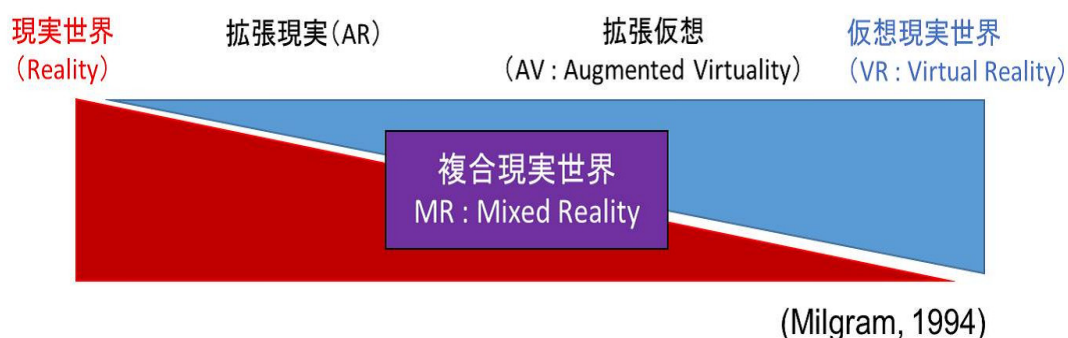 現実世界
（Reality）
拡張現実（AR）
拡張仮想
（AV : Augmented Virtuality）
仮想現実世界
（VR : Virtual Reality）
複合現実世界
MR : Mixed Reality
(Milgram, 1994)